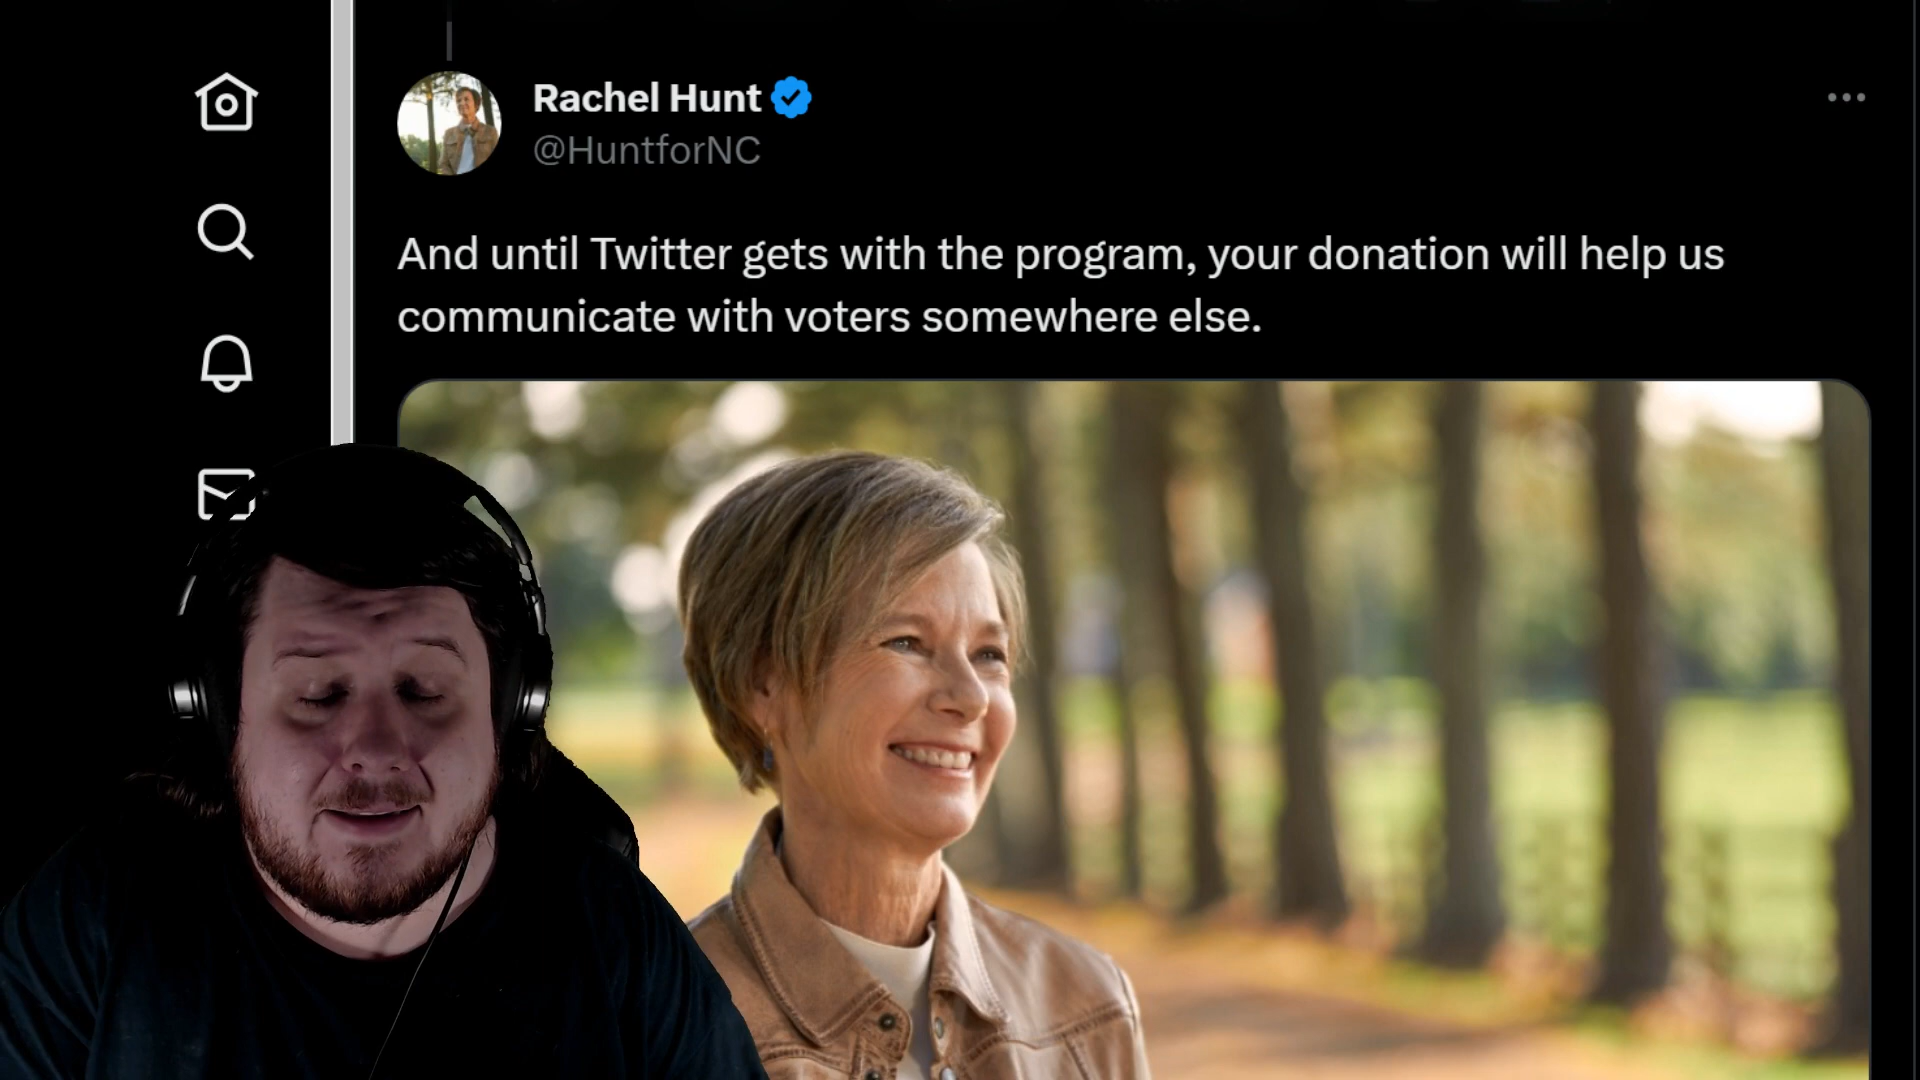 Rachel Hunt
@HuntforNC
And until Twitter gets with the program, your donation will help us
communicate with voters somewhere else.